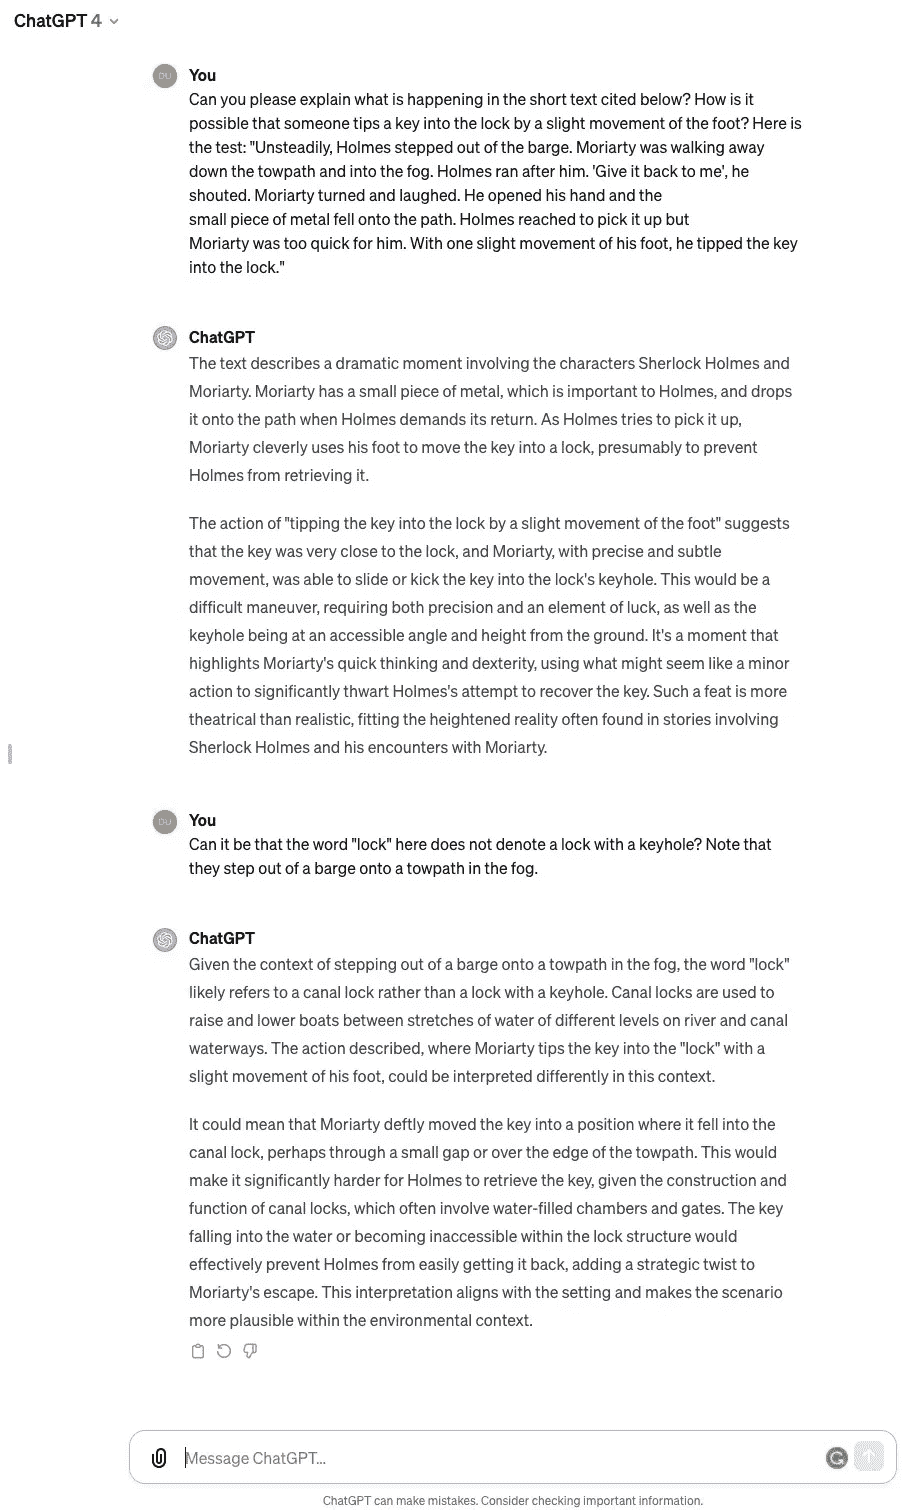 ChatGPT 4
You
Can you please explain what is happening in the short text cited below? How is it
possible that someone tips a key into the lock by a slight movement of the foot? Here is
the test: "Unsteadily, Holmes stepped out of the barge. Moriarty was walking away
down the towpath and into the fog. Holmes ran after him. 'Give it back to me', he
shouted. Moriarty turned and laughed. He opened his hand and the
small piece of metal fell onto the path. Holmes reached to pick it up but
Moriarty was too quick for him. With one slight movement of his foot, he tipped the key
into the lock."
ChatGPT
The text describes a dramatic moment involving the characters Sherlock Holmes and
Moriarty. Moriarty has a small piece of metal, which is important to Holmes, and drops
it onto the path when Holmes demands its return. As Holmes tries to pick it up,
Moriarty cleverly uses his foot to move the key into a lock, presumably to prevent
Holmes from retrieving it.
The action of "tipping the key into the lock by a slight movement of the foot" suggests
that the key was very close to the lock, and Moriarty, with precise and subtle
movement, was able to slide or kick the key into the lock's keyhole. This would be a
difficult maneuver, requiring both precision and an element of luck, as well as the
keyhole being at an accessible angle and height from the ground. It's a moment that
highlights Moriarty's quick thinking and dexterity, using what might seem like a minor
action to significantly thwart Holmes's attempt to recover the key. Such a feat is more
theatrical than realistic, fitting the heightened reality often found in stories involving
Sherlock Holmes and his encounters with Moriarty.
DU
You
Can it be that the word "lock" here does not denote a lock with a keyhole? Note that
they step out of a barge onto a towpath in the fog.
ChatGPT
Given the context of stepping out of a barge onto a towpath in the fog, the word "lock"
likely refers to a canal lock rather than a lock with a keyhole. Canal locks are used to
raise and lower boats between stretches of water of different levels on river and canal
waterways. The action described, where Moriarty tips the key into the "lock" with a
slight movement of his foot, could be interpreted differently in this context.
It could mean that Moriarty deftly moved the key into a position where it fell into the
canal lock, perhaps through a small gap or over the edge of the towpath. This would
make it significantly harder for Holmes to retrieve the key, given the construction and
function of canal locks, which often involve water-filled chambers and gates. The key
falling into the water or becoming inaccessible within the lock structure would
effectively prevent Holmes from easily getting it back, adding a strategic twist to
Moriarty's escape. This interpretation aligns with the setting and makes the scenario
more plausible within the environmental context.
Message ChatGPT...
ChatGPT can make mistakes. Consider checking important information.